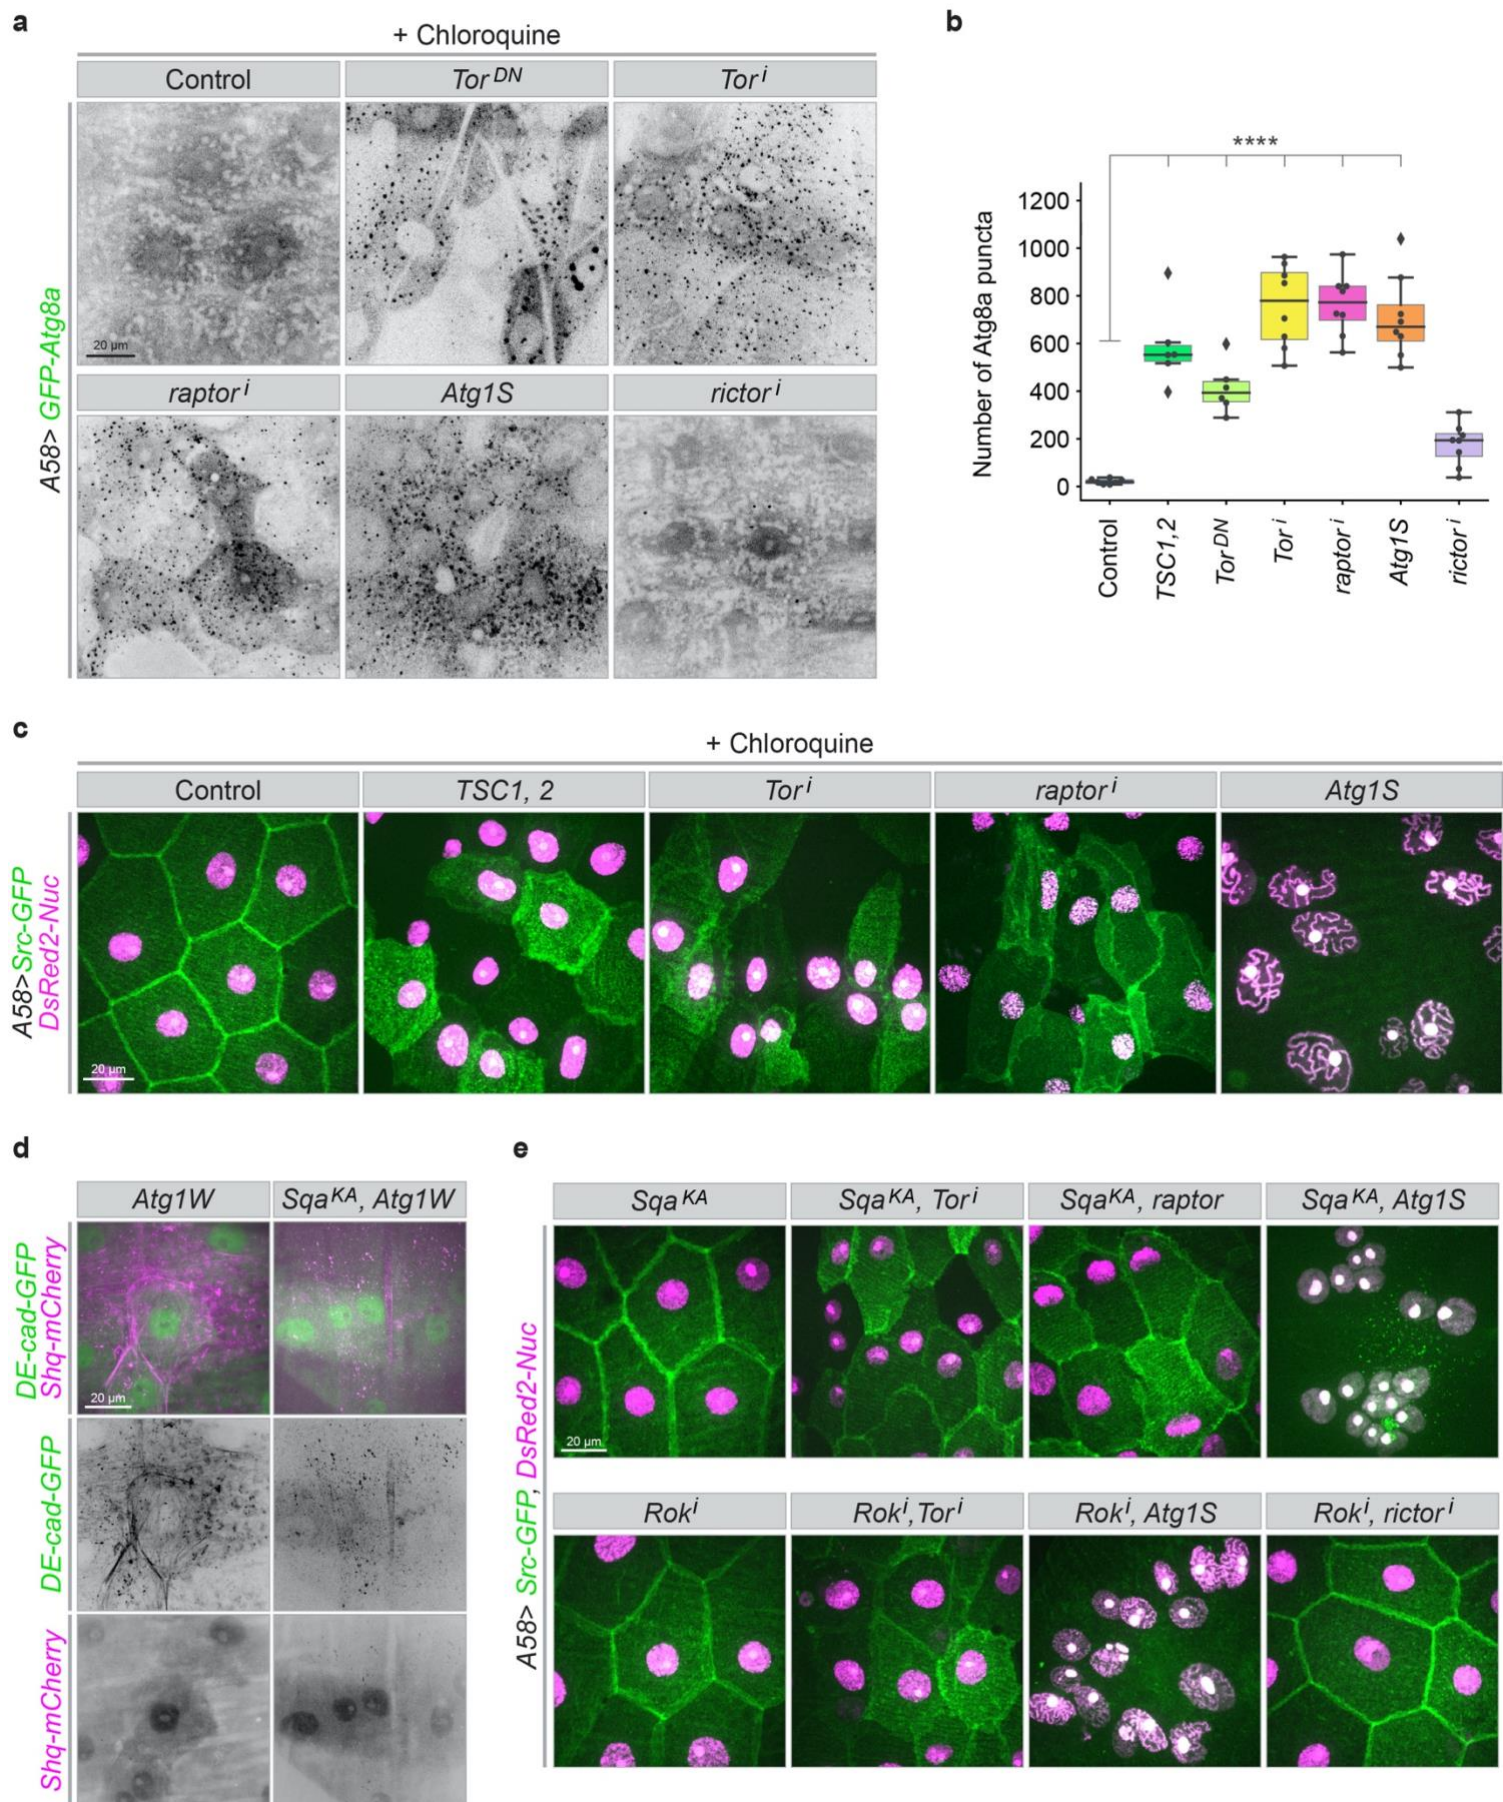 a
+ Chloroquine
Control
Tor DN
Tor i
A58> GFP-Atg8a
20 µm
raptor i
Atg1S
rictor i
b
****
Number of Atg8a puncta
1200
1000
800
600
400
200
0
Control
TSC1,2
Tor DN
Tor i
raptor i
Atg1S
rictor i
c
+ Chloroquine
Control
TSC1, 2
Tor i
raptor i
Atg1S
A58>Src-GFP
DsRed2-Nuc
20 µm
d
Atg1W
Sqa KA, Atg1W
DE-cad-GFP
Shq-mCherry
20 µm
DE-cad-GFP
Shq-mCherry
e
Sqa KA
Sqa KA, Tor i
Sqa KA, raptor
Sqa KA, Atg1S
A58> Src-GFP, DsRed2-Nuc
20 µm
Rok i
Rok i, Tor i
Rok i, Atg1S
Rok i, rictor i